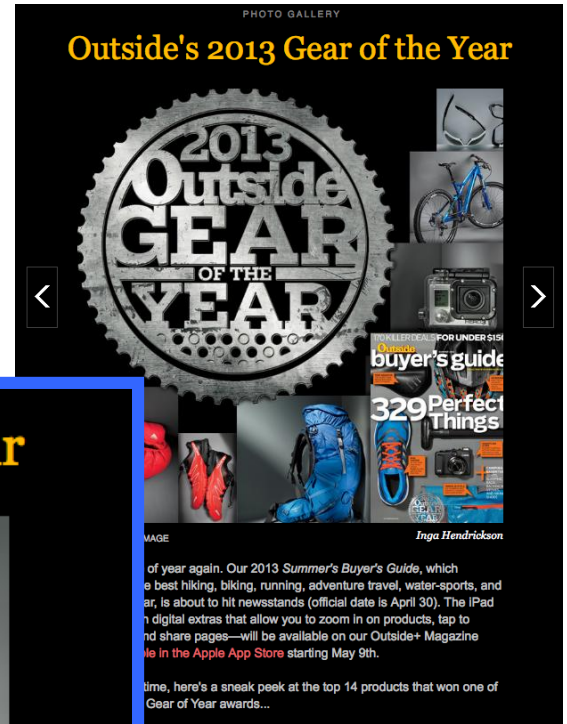 PHOTO GALLERY
Outside's 2013 Gear of the Year
2013
Outside
GEAR
OF THE
YEAR
170 KILLER DEALS FOR UNDER $150
Outside
buyer's guide
329 Perfect
Things
ar
MAGE
Inga Hendrickson
of year again. Our 2013 Summer's Buyer's Guide, which
e best hiking, biking, running, adventure travel, water-sports, and
ar, is about to hit newsstands (official date is April 30). The iPad
h digital extras that allow you to zoom in on products, tap to
nd share pages—will be available on our Outside+ Magazine
le in the Apple App Store starting May 9th.
time, here's a sneak peek at the top 14 products that won one of
Gear of Year awards...